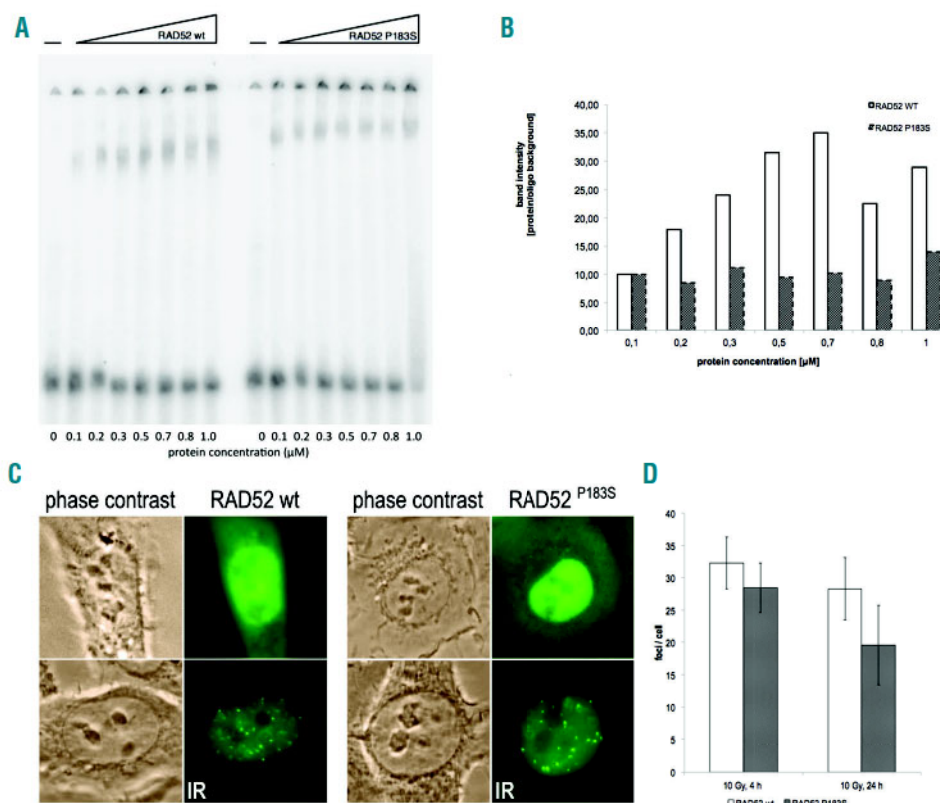 A
RAD52 wt
RAD52 P183S
0 0.1 0.2 0.3 0.5 0.7 0.8 1.0 0 0.1 0.2 0.3 0.5 0.7 0.8 1.0
protein concentration (µM)
B
40,00
35,00
30,00
25,00
20,00
15,00
10,00
5,00
0,00
band intensity
[protein/oligo background]
RAD52 WT
RAD52 P183S
0,1 0,2 0,3 0,5 0,7 0,8 1
protein concentration [µM]
C
phase contrast RAD52 wt phase contrast RAD52 P183S
IR IR
D
40
35
30
25
20
15
10
5
0
foci / cell
10 Gy, 4 h 10 Gy, 24 h
RAD52 wt RAD52 P183S